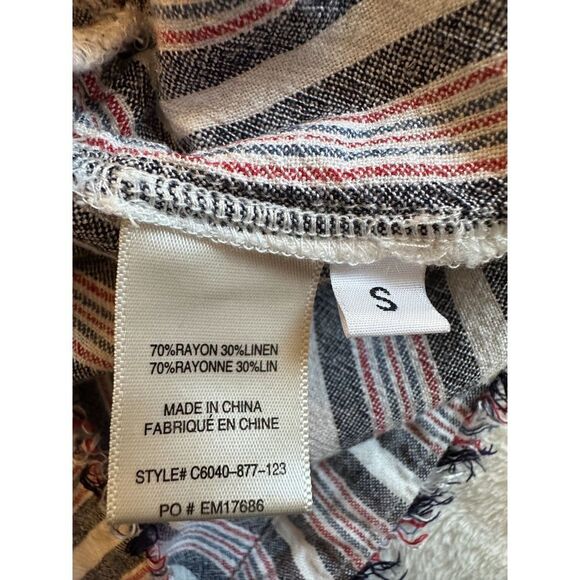 70%RAYON 30%LINEN
70%RAYONNE 30%LIN
MADE IN CHINA
FABRIQUÉ EN CHINE
STYLE# C6040-877-123
PO # EM17686
S